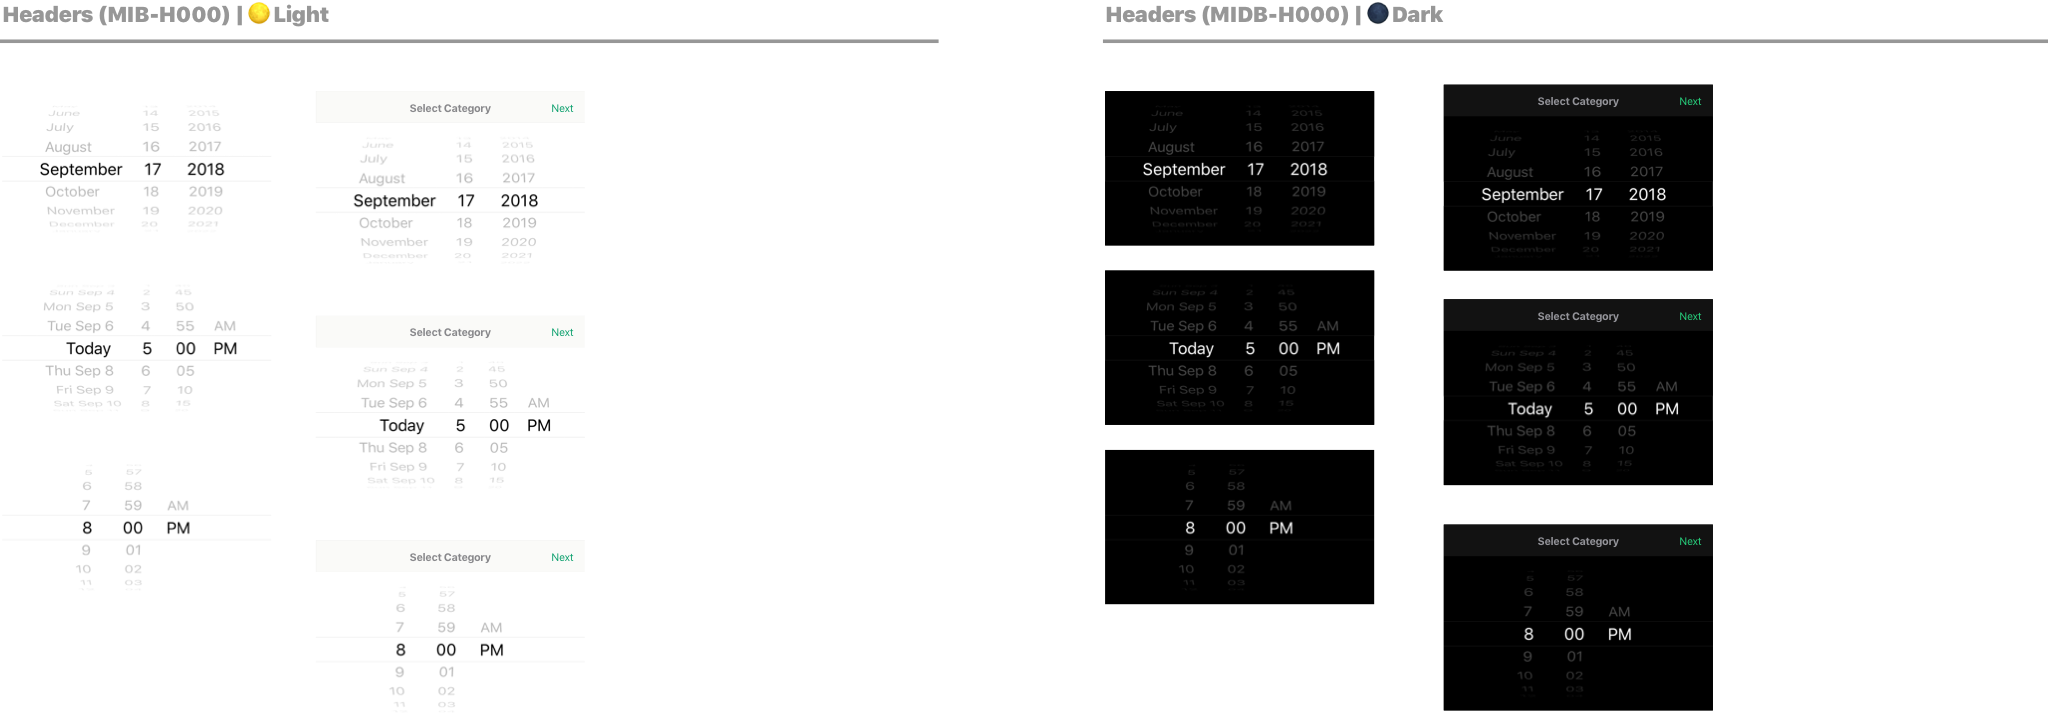 Headers (MIB-H000) | 🌕 Light
June 14 2015
July 15 2016
August 16 2017
September 17 2018
October 18 2019
November 19 2020
December 20 2021
Sun Sep 4 2 45
Mon Sep 5 3 50
Tue Sep 6 4 55 AM
Today 5 00 PM
Thu Sep 8 6 05
Fri Sep 9 7 10
Sat Sep 10 8 15
5 57
6 58
7 59 AM
8 00 PM
9 01
10 02
11 03
Select Category Next
June 14 2015
July 15 2016
August 16 2017
September 17 2018
October 18 2019
November 19 2020
December 20 2021
Select Category Next
Sun Sep 4 2 45
Mon Sep 5 3 50
Tue Sep 6 4 55 AM
Today 5 00 PM
Thu Sep 8 6 05
Fri Sep 9 7 10
Sat Sep 10 8 15
Select Category Next
5 57
6 58
7 59 AM
8 00 PM
9 01
10 02
11 03
Headers (MIDB-H000) | 🌑 Dark
June 14 2015
July 15 2016
August 16 2017
September 17 2018
October 18 2019
November 19 2020
December 20 2021
Sun Sep 4 2 45
Mon Sep 5 3 50
Tue Sep 6 4 55 AM
Today 5 00 PM
Thu Sep 8 6 05
Fri Sep 9 7 10
Sat Sep 10 8 15
5 57
6 58
7 59 AM
8 00 PM
9 01
10 02
11 03
Select Category Next
June 14 2015
July 15 2016
August 16 2017
September 17 2018
October 18 2019
November 19 2020
December 20 2021
Select Category Next
Sun Sep 4 2 45
Mon Sep 5 3 50
Tue Sep 6 4 55 AM
Today 5 00 PM
Thu Sep 8 6 05
Fri Sep 9 7 10
Sat Sep 10 8 15
Select Category Next
5 57
6 58
7 59 AM
8 00 PM
9 01
10 02
11 03